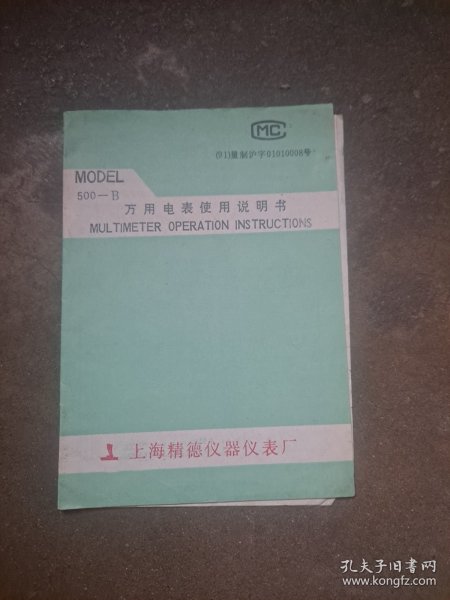 MC
(91)量制沪字01010008号
MODEL
500-B
万用电表使用说明书
MULTIMETER OPERATION INSTRUCTIONS
上海精德仪器仪表厂
孔夫子旧书网
www.kongfz.com